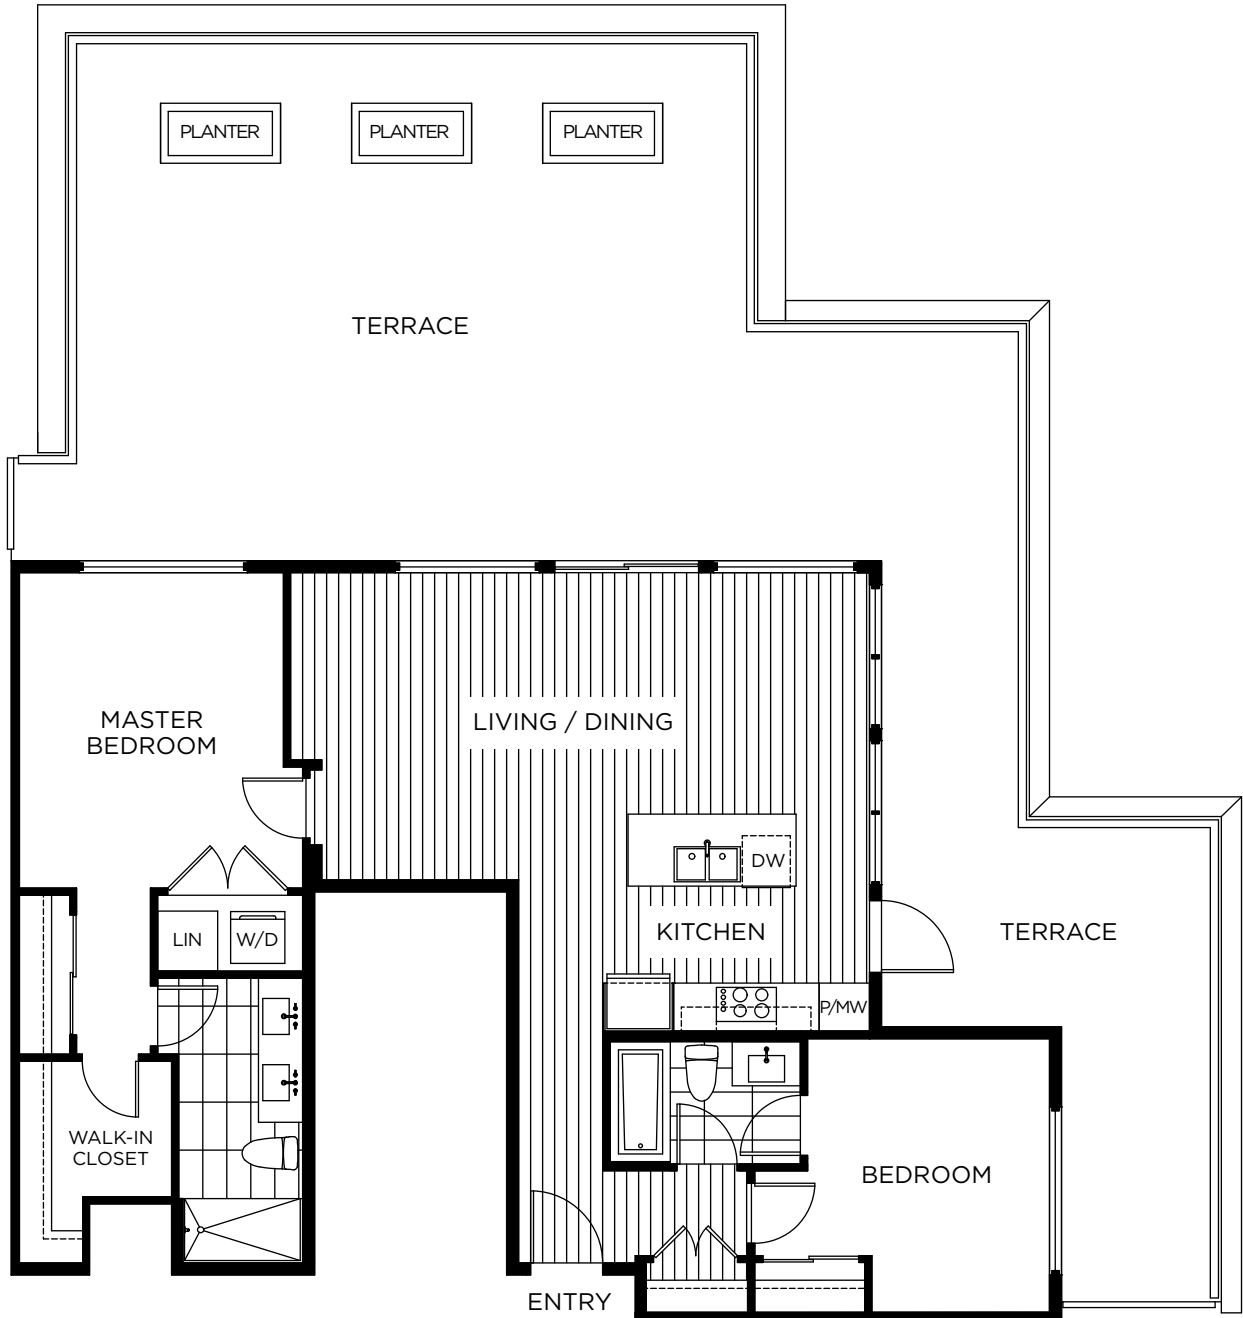 PLANTER
PLANTER
PLANTER
TERRACE
MASTER
BEDROOM
LIVING / DINING
DW
LIN
W/D
KITCHEN
TERRACE
P/MW
WALK-IN
CLOSET
BEDROOM
ENTRY